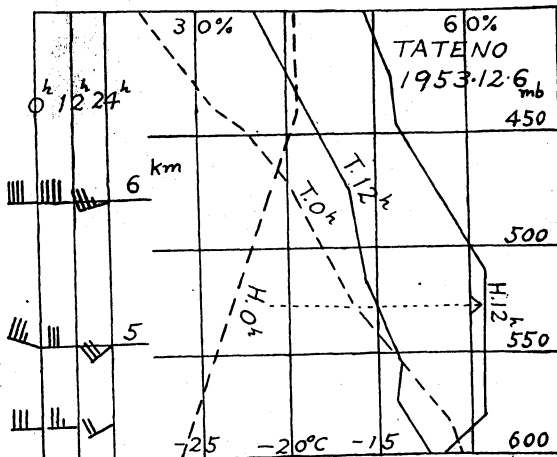 30% 60%
TATENO
1953·12·6
mb
0h 12h 24h
450
km
6
T.0h T.12h
500
H.0h H.12h
5
550
-25 -20°C -15
600